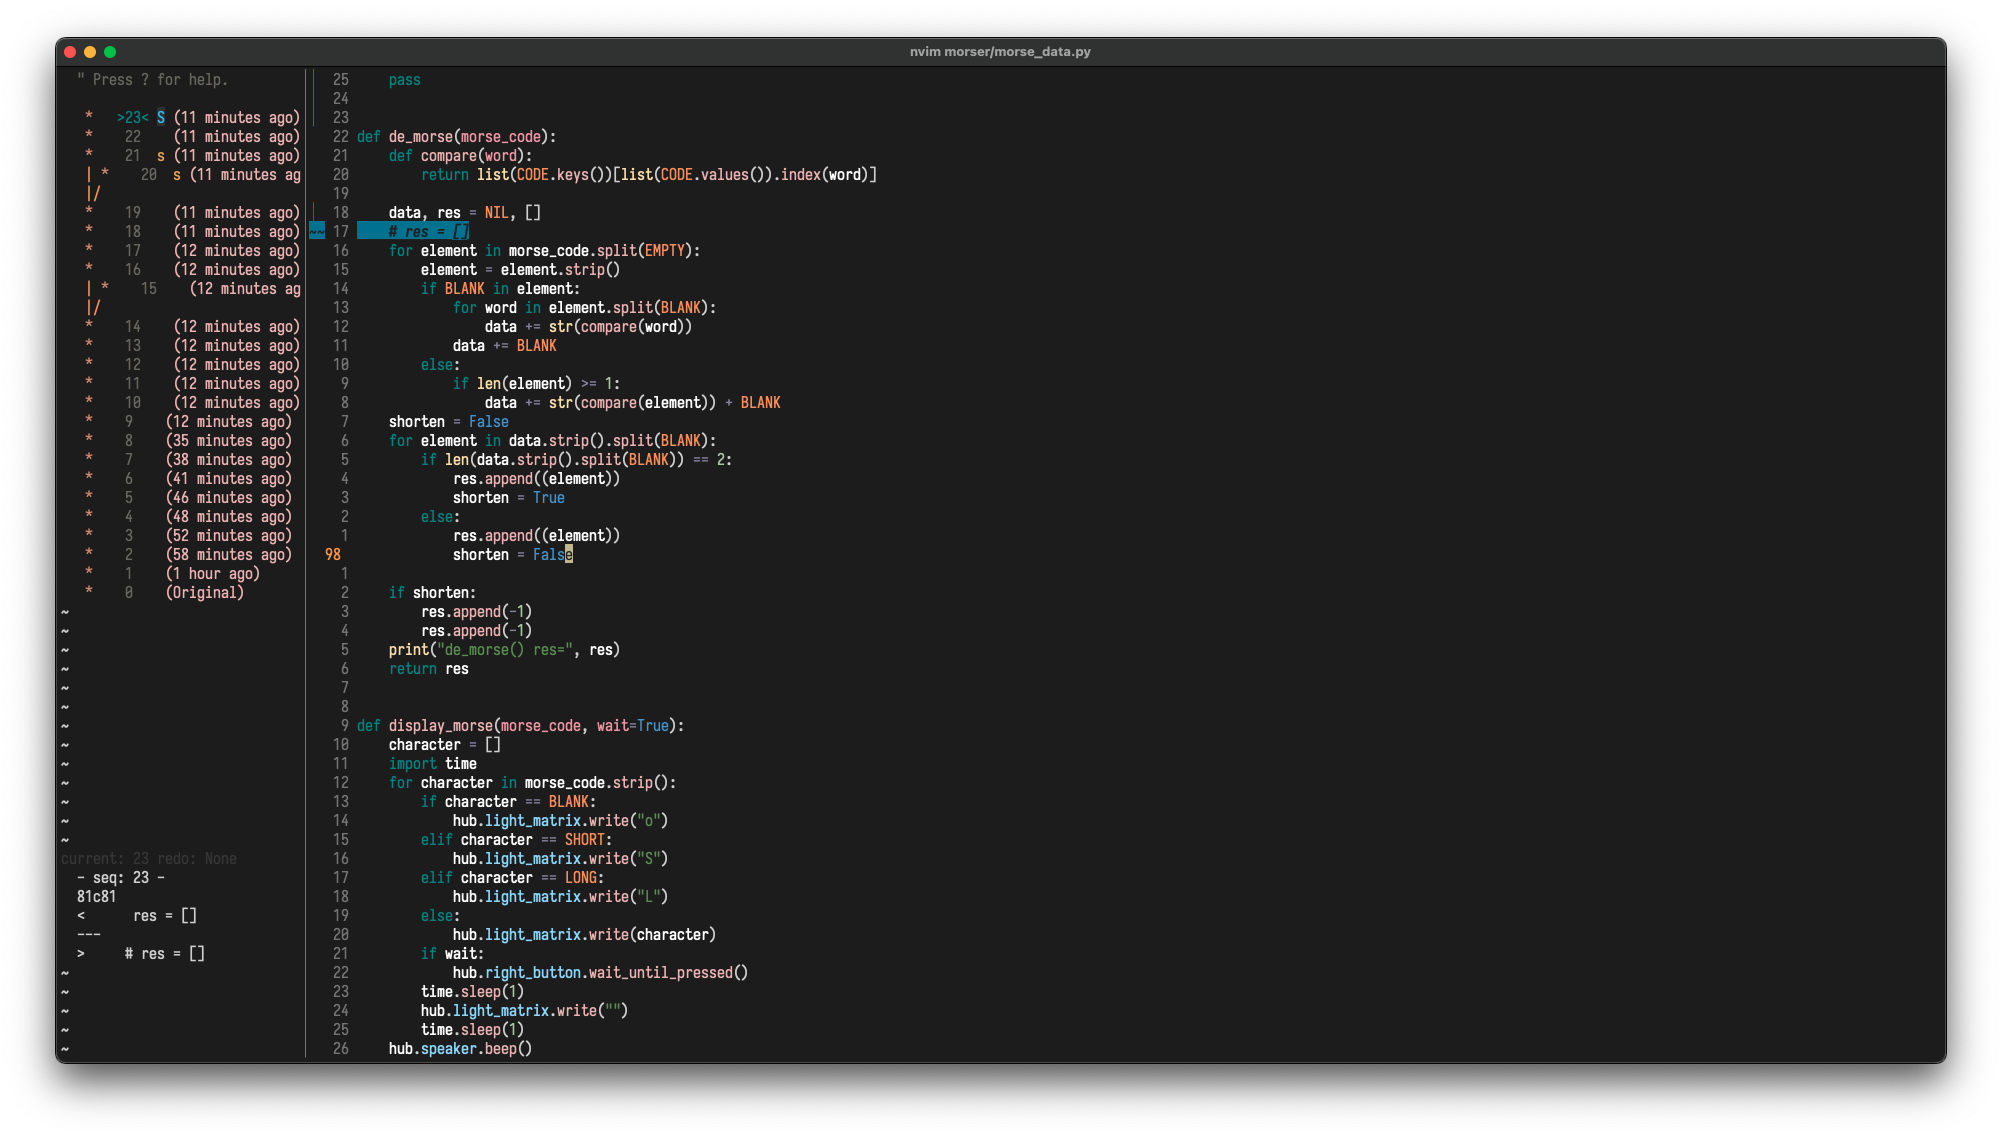 nvim morser/morse_data.py
" Press ? for help.
*   >23< S (11 minutes ago)
*    22    (11 minutes ago)
*    21  s (11 minutes ago)
| *    20  s (11 minutes ag
|/
*    19    (11 minutes ago)
*    18    (11 minutes ago)
*    17    (12 minutes ago)
*    16    (12 minutes ago)
| *    15    (12 minutes ag
|/
*    14    (12 minutes ago)
*    13    (12 minutes ago)
*    12    (12 minutes ago)
*    11    (12 minutes ago)
*    10    (12 minutes ago)
*    9    (12 minutes ago)
*    8    (35 minutes ago)
*    7    (38 minutes ago)
*    6    (41 minutes ago)
*    5    (46 minutes ago)
*    4    (48 minutes ago)
*    3    (52 minutes ago)
*    2    (58 minutes ago)
*    1    (1 hour ago)
*    0    (Original)
~
~
~
~
~
~
~
~
~
~
~
~
~
current: 23 redo: None
- seq: 23 -
81c81
<      res = []
---
>     # res = []
~
~
~
~
~
25     pass
24
23
22 def de_morse(morse_code):
21     def compare(word):
20         return list(CODE.keys())[list(CODE.values()).index(word)]
19
18     data, res = NIL, []
~~ 17     # res = []
16     for element in morse_code.split(EMPTY):
15         element = element.strip()
14         if BLANK in element:
13             for word in element.split(BLANK):
12                 data += str(compare(word))
11             data += BLANK
10         else:
9             if len(element) >= 1:
8                 data += str(compare(element)) + BLANK
7     shorten = False
6     for element in data.strip().split(BLANK):
5         if len(data.strip().split(BLANK)) == 2:
4             res.append((element))
3             shorten = True
2         else:
1             res.append((element))
98             shorten = False
1
2     if shorten:
3         res.append(-1)
4         res.append(-1)
5     print("de_morse() res=", res)
6     return res
7
8
9 def display_morse(morse_code, wait=True):
10     character = []
11     import time
12     for character in morse_code.strip():
13         if character == BLANK:
14             hub.light_matrix.write("o")
15         elif character == SHORT:
16             hub.light_matrix.write("S")
17         elif character == LONG:
18             hub.light_matrix.write("L")
19         else:
20             hub.light_matrix.write(character)
21         if wait:
22             hub.right_button.wait_until_pressed()
23         time.sleep(1)
24         hub.light_matrix.write("")
25         time.sleep(1)
26     hub.speaker.beep()